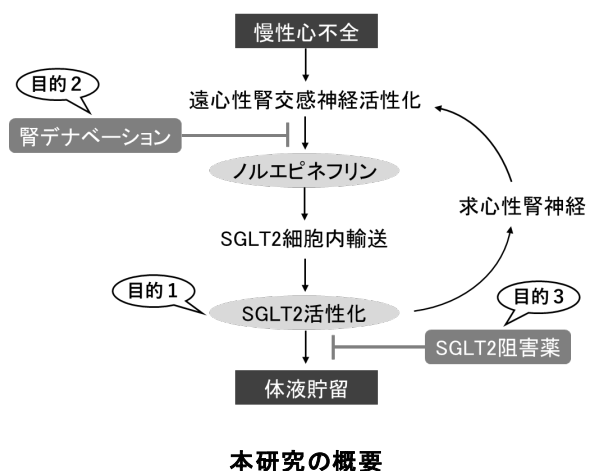 慢性心不全
目的２
遠心性腎交感神経活性化
腎デナベーション
ノルエピネフリン
求心性腎神経
SGLT2細胞内輸送
目的１
目的３
SGLT2活性化
SGLT2阻害薬
体液貯留
本研究の概要